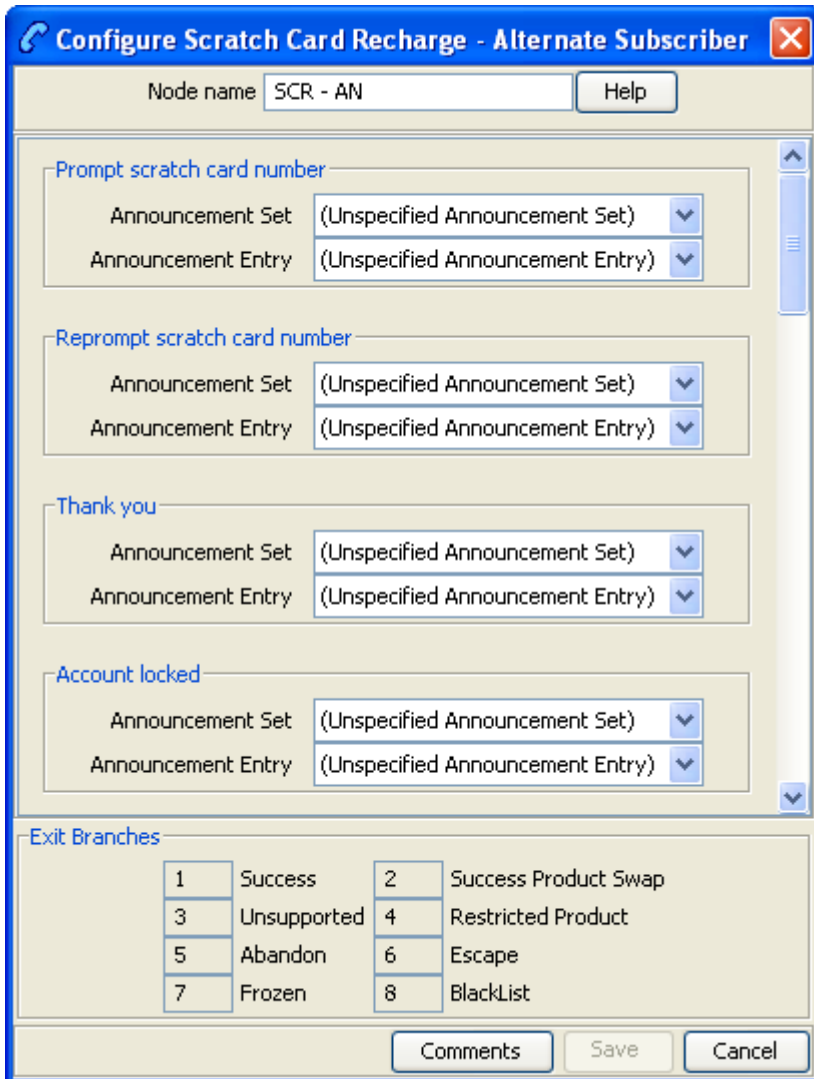 Configure Scratch Card Recharge - Alternate Subscriber
Node name SCR - AN Help
Prompt scratch card number
Announcement Set (Unspecified Announcement Set)
Announcement Entry (Unspecified Announcement Entry)
Reprompt scratch card number
Announcement Set (Unspecified Announcement Set)
Announcement Entry (Unspecified Announcement Entry)
Thank you
Announcement Set (Unspecified Announcement Set)
Announcement Entry (Unspecified Announcement Entry)
Account locked
Announcement Set (Unspecified Announcement Set)
Announcement Entry (Unspecified Announcement Entry)
Exit Branches
1 Success 2 Success Product Swap
3 Unsupported 4 Restricted Product
5 Abandon 6 Escape
7 Frozen 8 BlackList
Comments Save Cancel